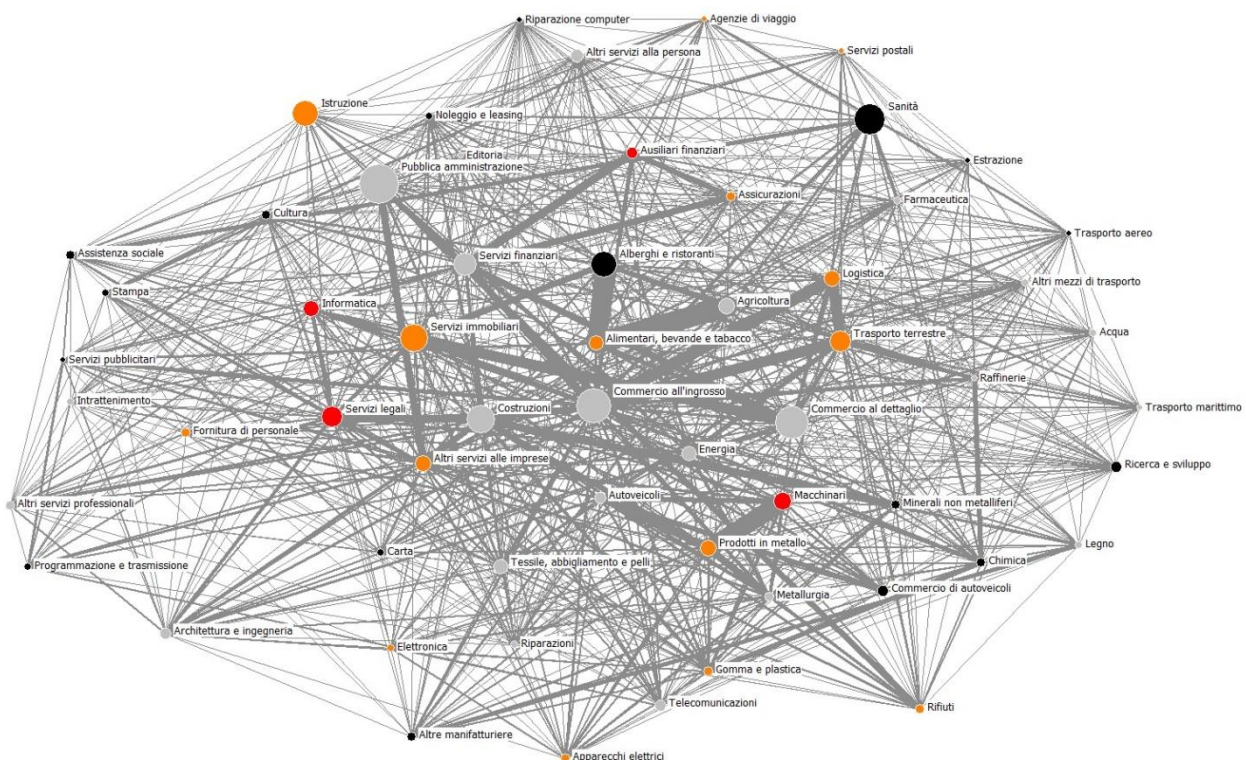 Riparazione computer
Agenzie di viaggio
Altri servizi alla persona
Servizi postali
Istruzione
Sanità
Noleggio e leasing
Ausiliari finanziari
Editoria
Pubblica amministrazione
Estrazione
Assicurazioni
Farmaceutica
Cultura
Trasporto aereo
Assistenza sociale
Servizi finanziari
Alberghi e ristoranti
Logistica
Altri mezzi di trasporto
Stampa
Informatica
Agricoltura
Servizi immobiliari
Alimentari, bevande e tabacco
Trasporto terrestre
Acqua
Servizi pubblicitari
Raffinerie
Intrattenimento
Commercio all'ingrosso
Servizi legali
Costruzioni
Commercio al dettaglio
Trasporto marittimo
Fornitura di personale
Energia
Altri servizi alle imprese
Ricerca e sviluppo
Autoveicoli
Macchinari
Altri servizi professionali
Minerali non metalliferi
Prodotti in metallo
Legno
Carta
Programmazione e trasmissione
Tessile, abbigliamento e pelli
Chimica
Commercio di autoveicoli
Metallurgia
Architettura e ingegneria
Elettronica
Riparazioni
Gomma e plastica
Telecomunicazioni
Rifiuti
Altre manifatturiere
Apparecchi elettrici